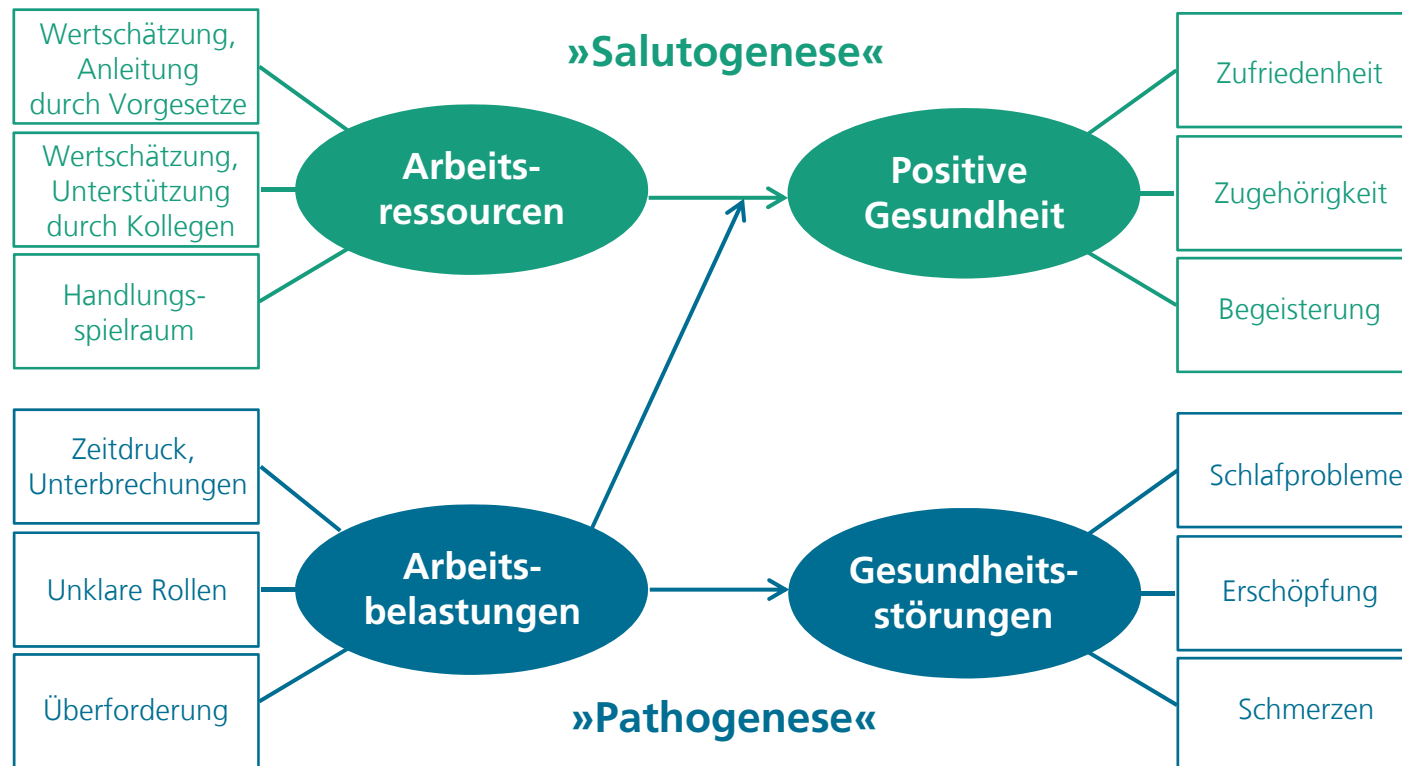 »Salutogenese«
Wertschätzung,
Anleitung
durch Vorgesetze
Wertschätzung,
Unterstützung
durch Kollegen
Handlungs-
spielraum
Arbeits-
ressourcen
Positive
Gesundheit
Zufriedenheit
Zugehörigkeit
Begeisterung
Zeitdruck,
Unterbrechungen
Unklare Rollen
Überforderung
Arbeits-
belastungen
Gesundheits-
störungen
Schlafprobleme
Erschöpfung
Schmerzen
»Pathogenese«